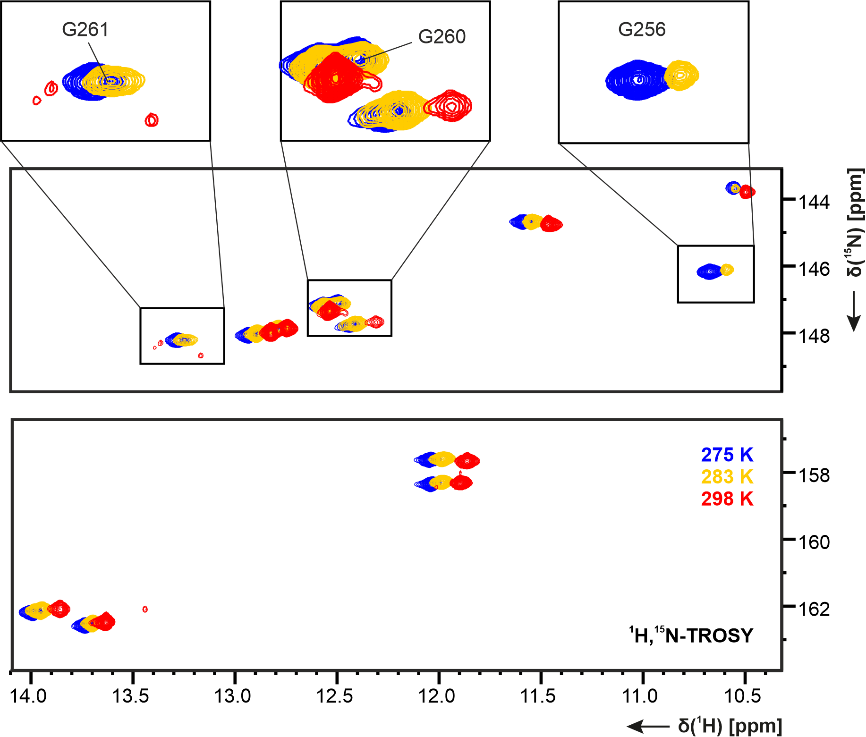 G261
G260
G256
144
146
148
δ(¹⁵N) [ppm]
275 K
283 K
298 K
158
160
162
¹H,¹⁵N-TROSY
14.0 13.5 13.0 12.5 12.0 11.5 11.0 10.5
δ(¹H) [ppm]